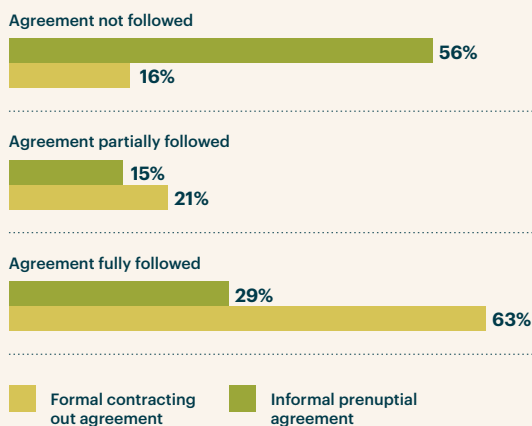 Agreement not followed
56%
16%
Agreement partially followed
15%
21%
Agreement fully followed
29%
63%
Formal contracting
out agreement
Informal prenuptial
agreement